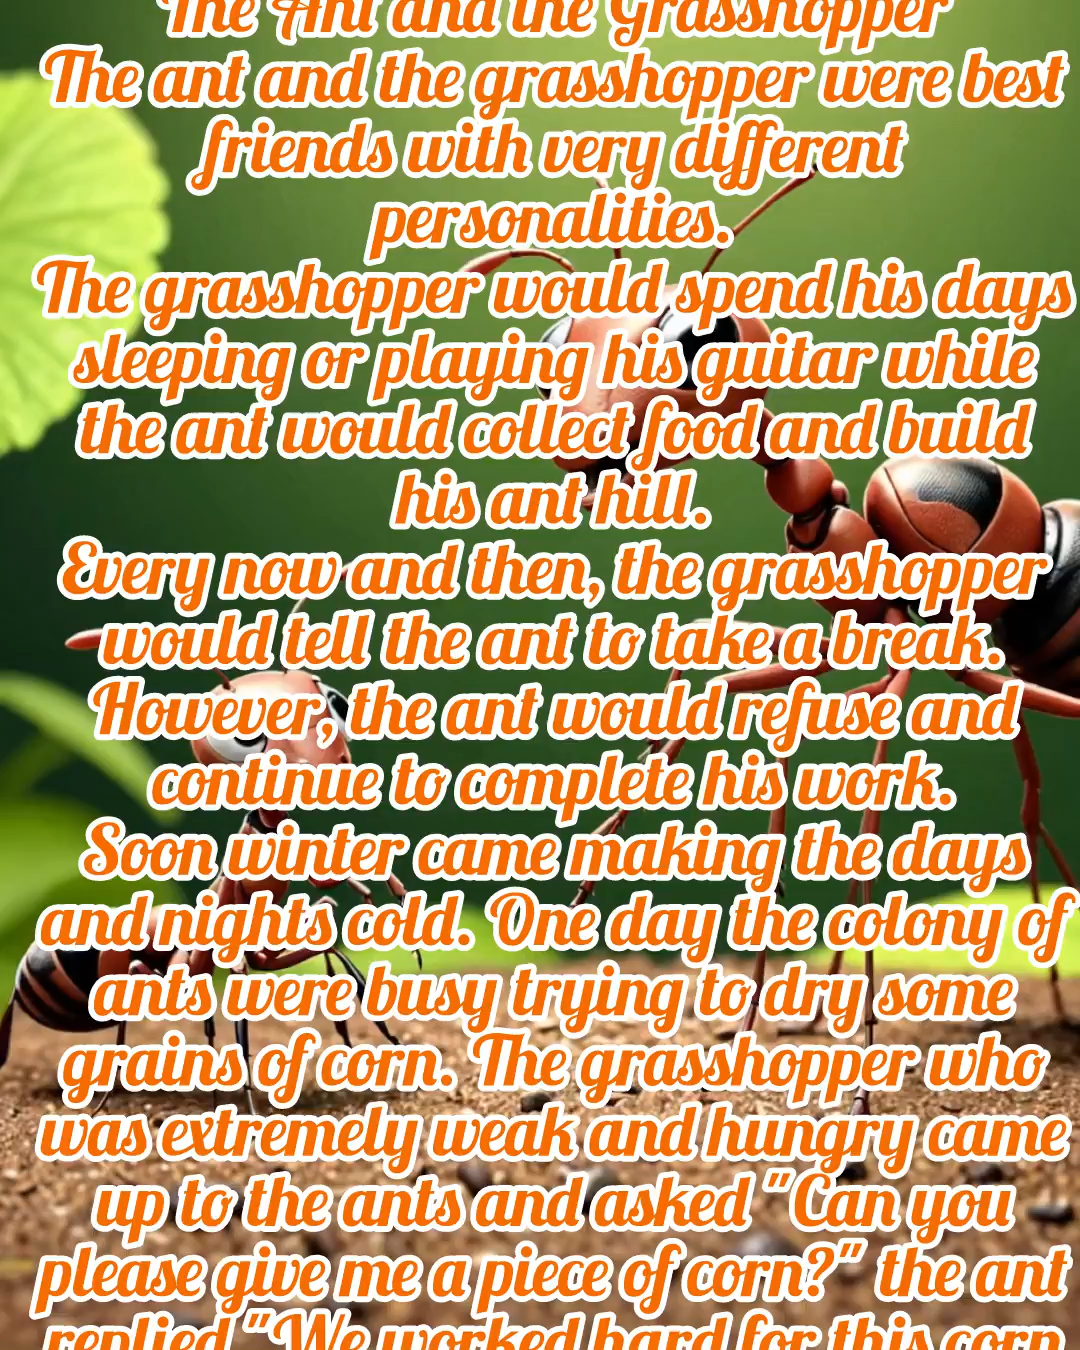 The Ant and the Grasshopper
The ant and the grasshopper were best
friends with very different
personalities.
The grasshopper would spend his days
sleeping or playing his guitar while
the ant would collect food and build
his ant hill.
Every now and then, the grasshopper
would tell the ant to take a break.
However, the ant would refuse and
continue to complete his work.
Soon winter came making the days
and nights cold. One day the colony of
ants were busy trying to dry some
grains of corn. The grasshopper who
was extremely weak and hungry came
up to the ants and asked "Can you
please give me a piece of corn?" the ant
replied "We worked hard for this corn